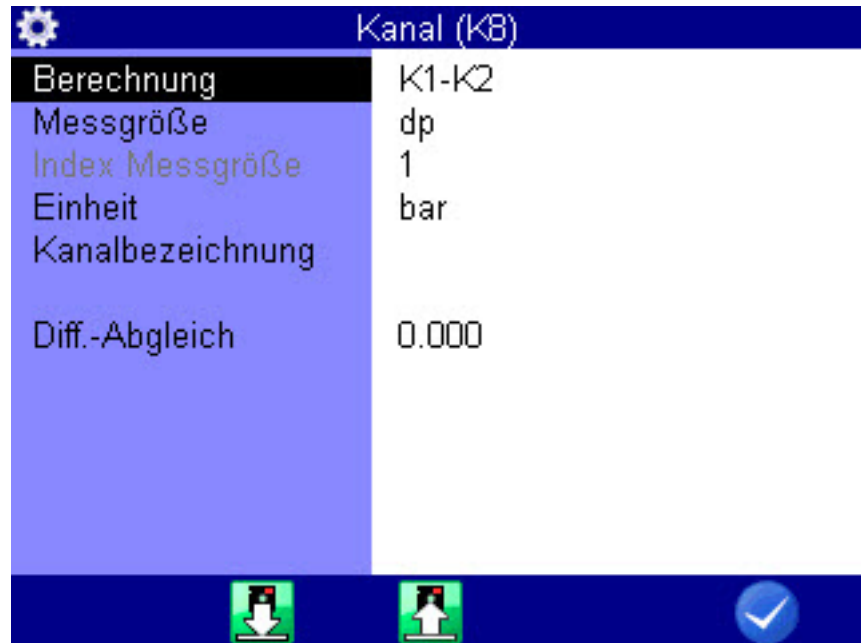 Kanal (K8)
Berechnung K1-K2
Messgröße dp
Index Messgröße 1
Einheit bar
Kanalbezeichnung
Diff.-Abgleich 0.000